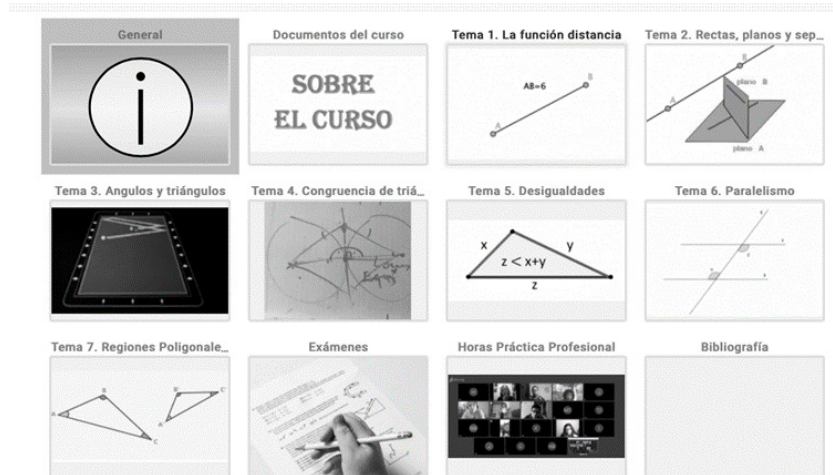 General
Documentos del curso
Tema 1. La función distancia
Tema 2. Rectas, planos y sep...
i
SOBRE
EL CURSO
AB=6
A
B
A
B
plano B
plano A
Tema 3. Angulos y triángulos
Tema 4. Congruencia de triá...
Tema 5. Desigualdades
Tema 6. Paralelismo
x
y
z < x+y
z
Tema 7. Regiones Poligonale...
Exámenes
Horas Práctica Profesional
Bibliografía
A
B
C
A'
B'
C'